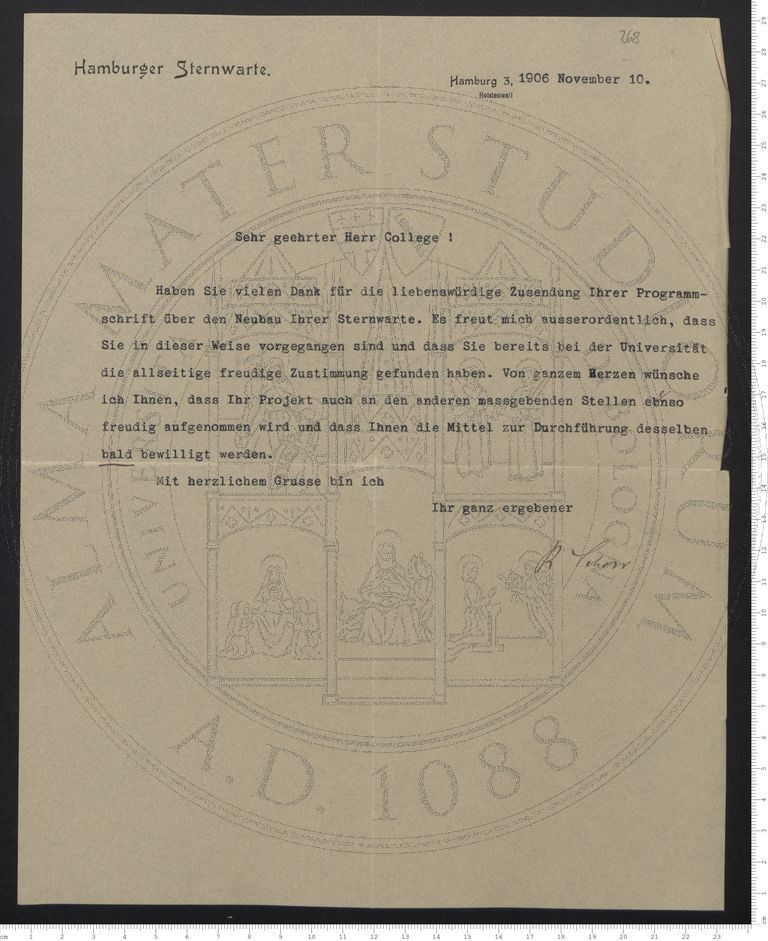 268
Hamburger Sternwarte.
Hamburg 3, 1906 November 10.
Holstenwall
Sehr geehrter Herr College !
Haben Sie vielen Dank für die liebenswürdige Zusendung Ihrer Programm-
schrift über den Neubau Ihrer Sternwarte. Es freut mich ausserordentlich, dass
Sie in dieser Weise vorgegangen sind und dass Sie bereits bei der Universität
die allseitige freudige Zustimmung gefunden haben. Von ganzem Herzen wünsche
ich Ihnen, dass Ihr Projekt auch an den anderen massgebenden Stellen ebnso
freudig aufgenommen wird und dass Ihnen die Mittel zur Durchführung desselben
bald bewilligt werden.
Mit herzlichem Grusse bin ich
Ihr ganz ergebener
R Schorr
ALMA MATER STUDIORUM
A.D. 1088